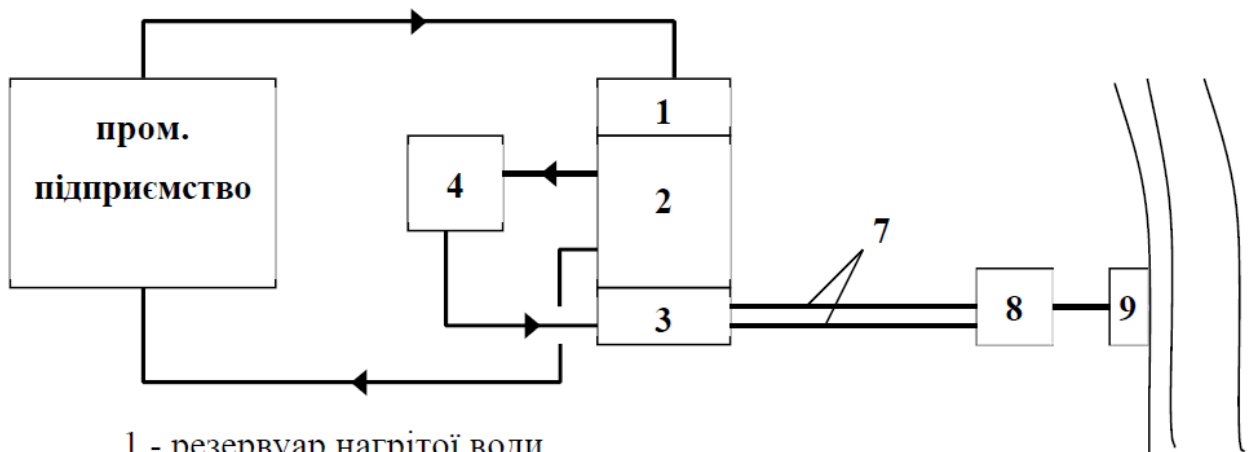 пром.
підприємство
1
4
2
7
3
8
9
1 - резервуар нагрітої води